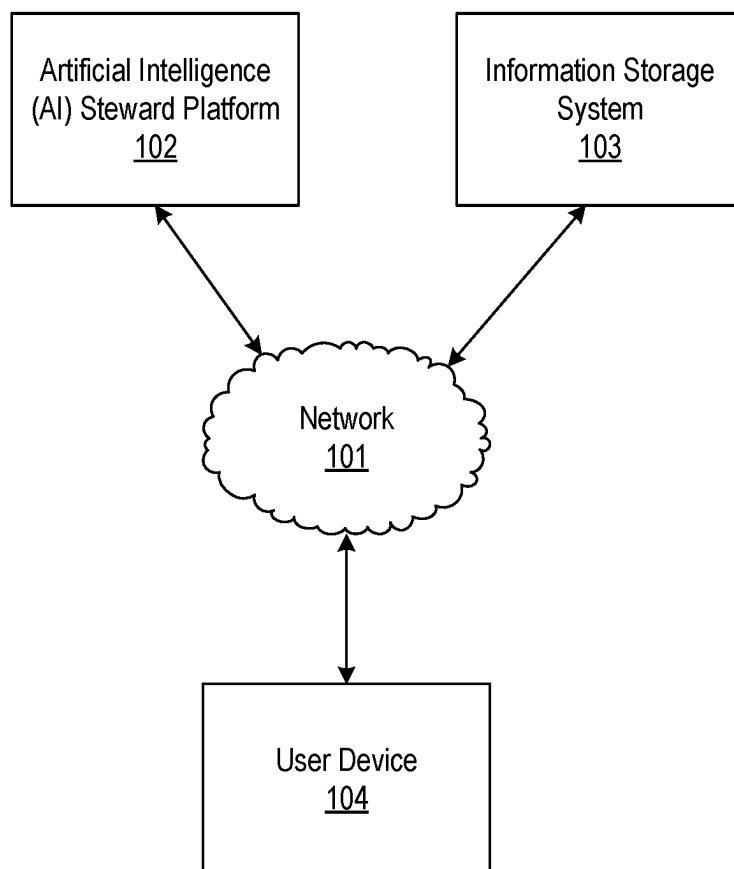 Artificial Intelligence
(AI) Steward Platform
102
Information Storage
System
103
Network
101
User Device
104